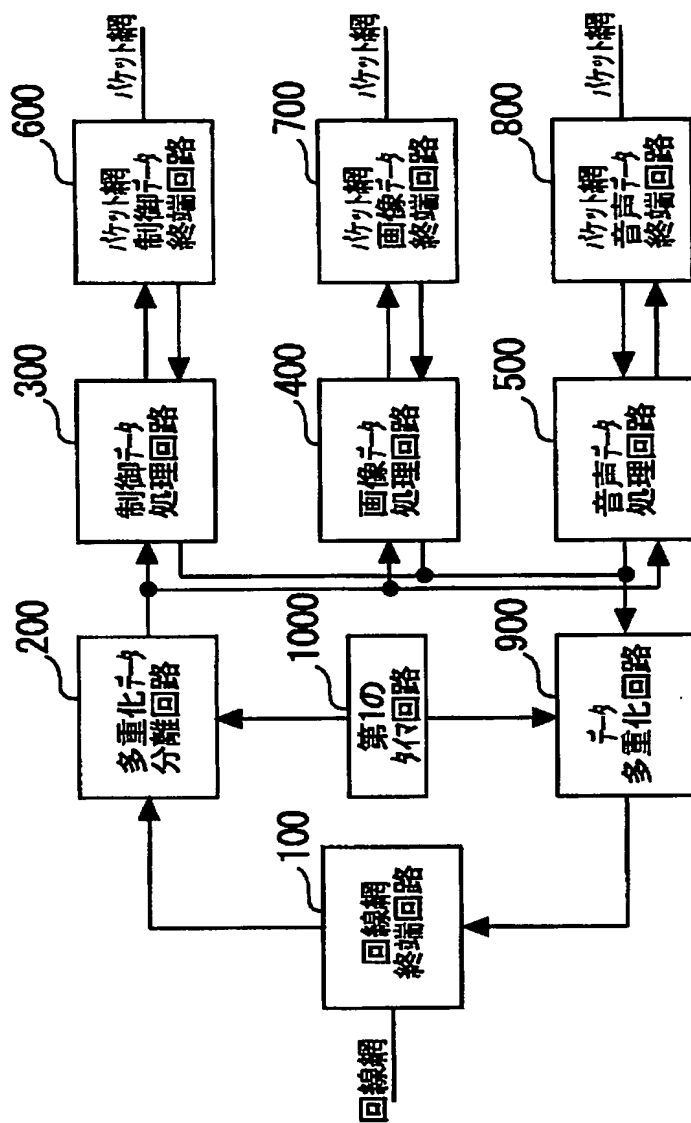 回線網
100
回線網
終端回路
200
多重化データ
分離回路
1000
第1の
タイマ回路
900
データ
多重化回路
300
制御データ
処理回路
400
画像データ
処理回路
500
音声データ
処理回路
600
パケット網
制御データ
終端回路
パケット網
700
パケット網
画像データ
終端回路
パケット網
800
パケット網
音声データ
終端回路
パケット網